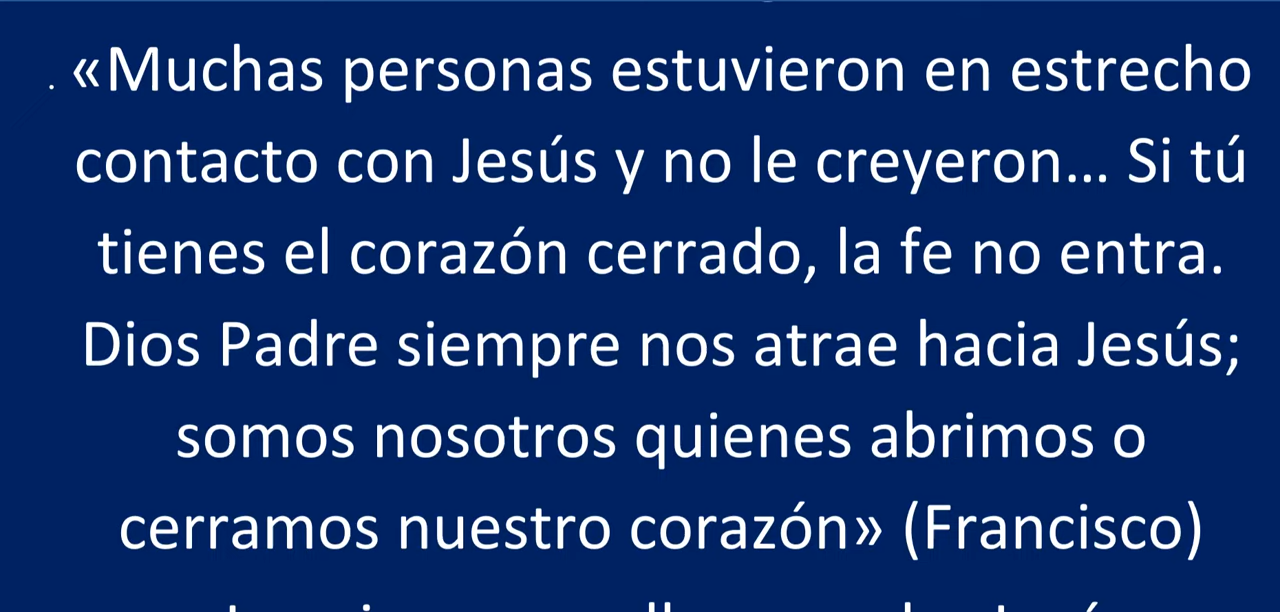 . «Muchas personas estuvieron en estrecho
contacto con Jesús y no le creyeron... Si tú
tienes el corazón cerrado, la fe no entra.
Dios Padre siempre nos atrae hacia Jesús;
somos nosotros quienes abrimos o
cerramos nuestro corazón» (Francisco)